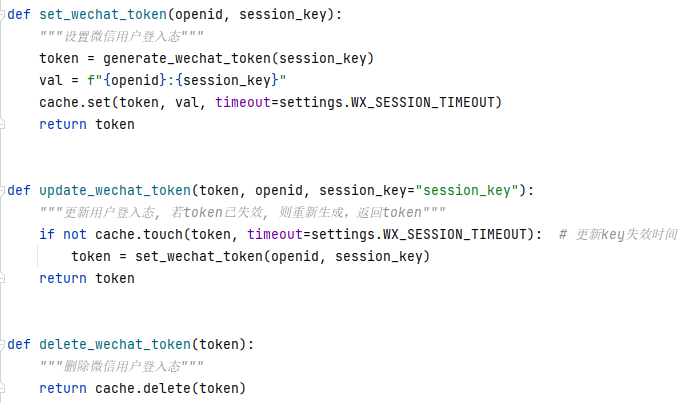 def set_wechat_token(openid, session_key):
    """设置微信用户登入态"""
    token = generate_wechat_token(session_key)
    val = f"{openid}:{session_key}"
    cache.set(token, val, timeout=settings.WX_SESSION_TIMEOUT)
    return token
def update_wechat_token(token, openid, session_key="session_key"):
    """更新用户登入态, 若token已失效, 则重新生成，返回token"""
    if not cache.touch(token, timeout=settings.WX_SESSION_TIMEOUT):  # 更新key失效时间
        token = set_wechat_token(openid, session_key)
    return token
def delete_wechat_token(token):
    """删除微信用户登入态"""
    return cache.delete(token)